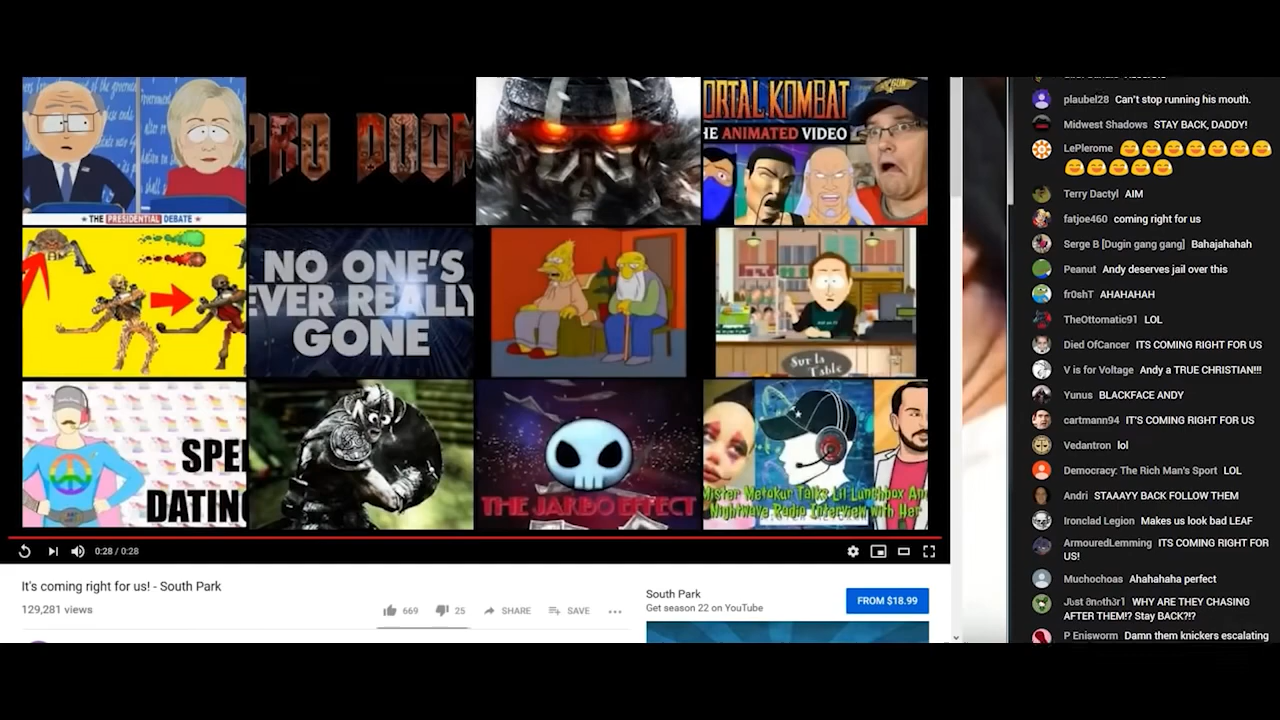 THE PRESIDENTIAL DEBATE
PRO DOOM
ORTAL KOMBAT
HE ANIMATED VIDEO
NO ONE'S
EVER REALLY
GONE
Sur la
Table
SPE
DATING
THE JARBO EFFECT
Mister Metokur Talks Lil Lunchbox An
Nightwave Radio Interview with Her
0:28 / 0:28
It's coming right for us! - South Park
129,281 views
669
25
SHARE
SAVE
South Park
Get season 22 on YouTube
FROM $18.99
plaubel28 Can't stop running his mouth.
Midwest Shadows STAY BACK, DADDY!
LePlerome
Terry Dactyl AIM
fatjoe460 coming right for us
Serge B [Dugin gang gang] Bahajahahah
Peanut Andy deserves jail over this
fr0shT AHAHAHAH
TheOttomatic91 LOL
Died OfCancer ITS COMING RIGHT FOR US
V is for Voltage Andy a TRUE CHRISTIAN!!!!
Yunus BLACKFACE ANDY
cartmann94 IT'S COMING RIGHT FOR US
Vedantron lol
Democracy: The Rich Man's Sport LOL
Andri STAAAYY BACK FOLLOW THEM
Ironclad Legion Makes us look bad LEAF
ArmouredLemming ITS COMING RIGHT FOR
US!
Muchochoas Ahahahaha perfect
WHY ARE THEY CHASING
AFTER THEM!? Stay BACK?!?
P Enisworm Damn them knickers escalating